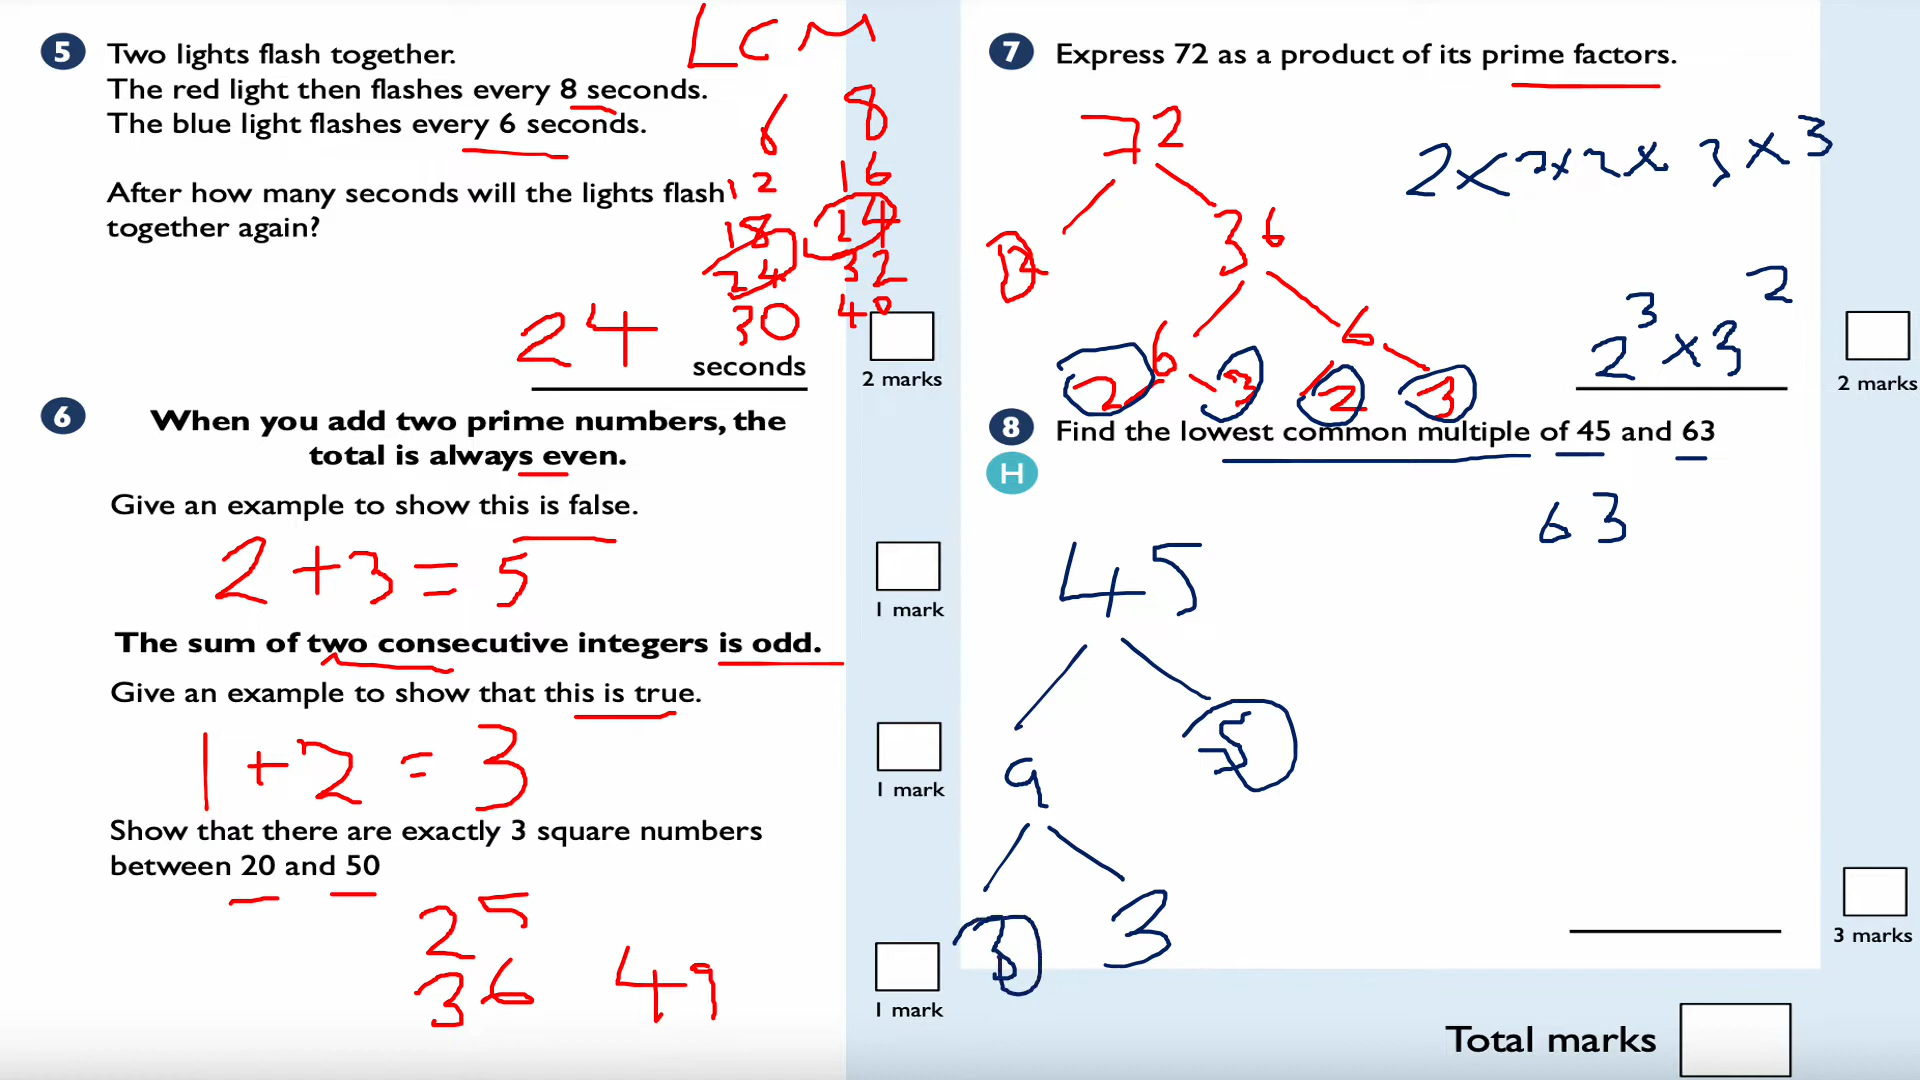 5 Two lights flash together.
The red light then flashes every 8 seconds.
The blue light flashes every 6 seconds.
After how many seconds will the lights flash
together again?
LCM
6 8
12 16
18 24
24 32
30 40
24 seconds
2 marks
6 When you add two prime numbers, the
total is always even.
Give an example to show this is false.
2 + 3 = 5
1 mark
The sum of two consecutive integers is odd.
Give an example to show that this is true.
1 + 2 = 3
1 mark
Show that there are exactly 3 square numbers
between 20 and 50
25
36 49
1 mark
7 Express 72 as a product of its prime factors.
72
2 × 2 × 2 × 3 × 3
2 36
6 6
2 3 2 3
2³ × 3²
2 marks
8 Find the lowest common multiple of 45 and 63
H
63
45
9 5
3 3
3 marks
Total marks